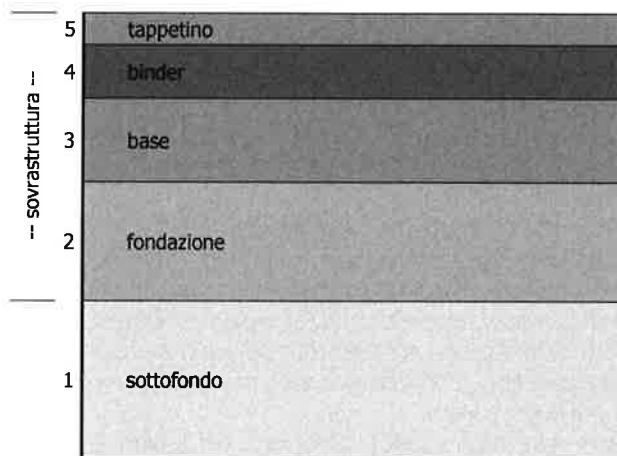 5 tappetino
4 binder
3 base
2 fondazione
1 sottofondo
-- sovrastruttura --